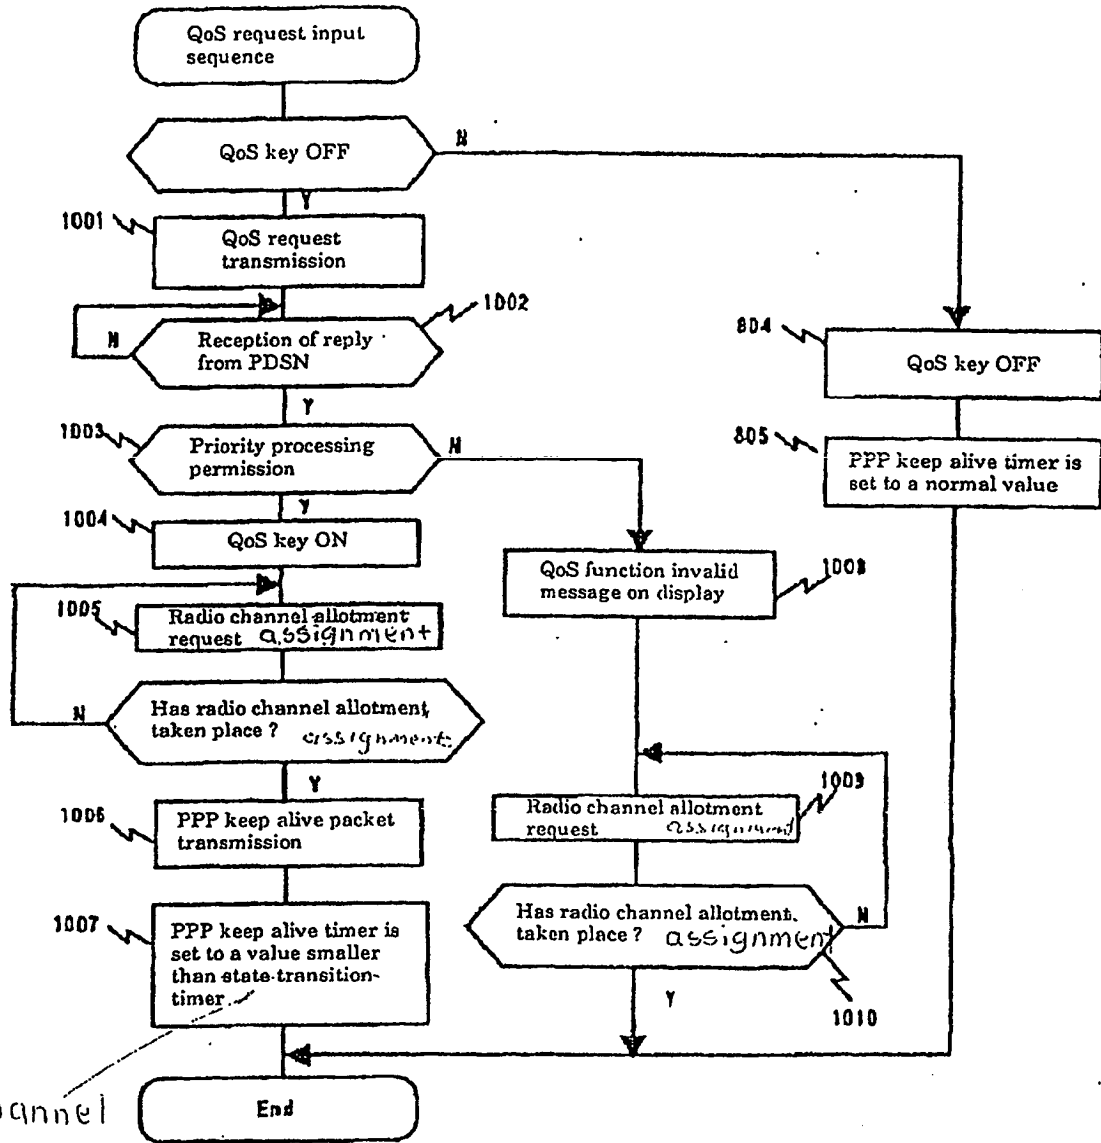 QoS request input
sequence
QoS key OFF
N
Y
1001
QoS request
transmission
1002
N
Reception of reply
from PDSN
804
QoS key OFF
Y
1003
Priority processing
permission
N
805
PPP keep alive timer is
set to a normal value
Y
1004
QoS key ON
QoS function invalid
message on display
1008
1005
Radio channel allotment
request assignment
N
Has radio channel allotment
taken place? assignment
Y
1009
Radio channel allotment
request assignment
1006
PPP keep alive packet
transmission
1007
PPP keep alive timer is
set to a value smaller
than state-transition-
timer
Has radio channel allotment
taken place? assignment
N
Y
1010
End